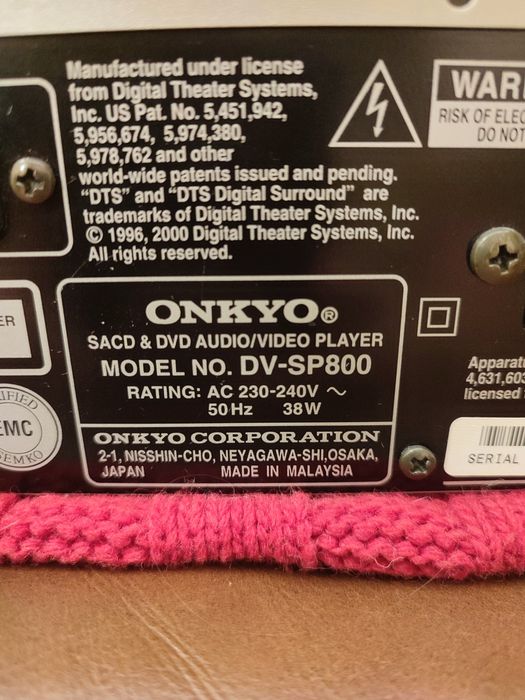 Manufactured under license
from Digital Theater Systems,
Inc. US Pat. No. 5,451,942,
5,956,674, 5,974,380,
5,978,762 and other
world-wide patents issued and pending.
"DTS" and "DTS Digital Surround" are
trademarks of Digital Theater Systems, Inc.
© 1996, 2000 Digital Theater Systems, Inc.
All rights reserved.
WAR
RISK OF ELEC
DO NOT
ER
ONKYO®
SACD & DVD AUDIO/VIDEO PLAYER
MODEL NO. DV-SP800
RATING: AC 230-240V ~
50Hz 38W
ONKYO CORPORATION
2-1, NISSHIN-CHO, NEYAGAWA-SHI,OSAKA,
JAPAN MADE IN MALAYSIA
IFIED
EMC
SEMKO
Apparat
4,631,603
licensed
SERIAL